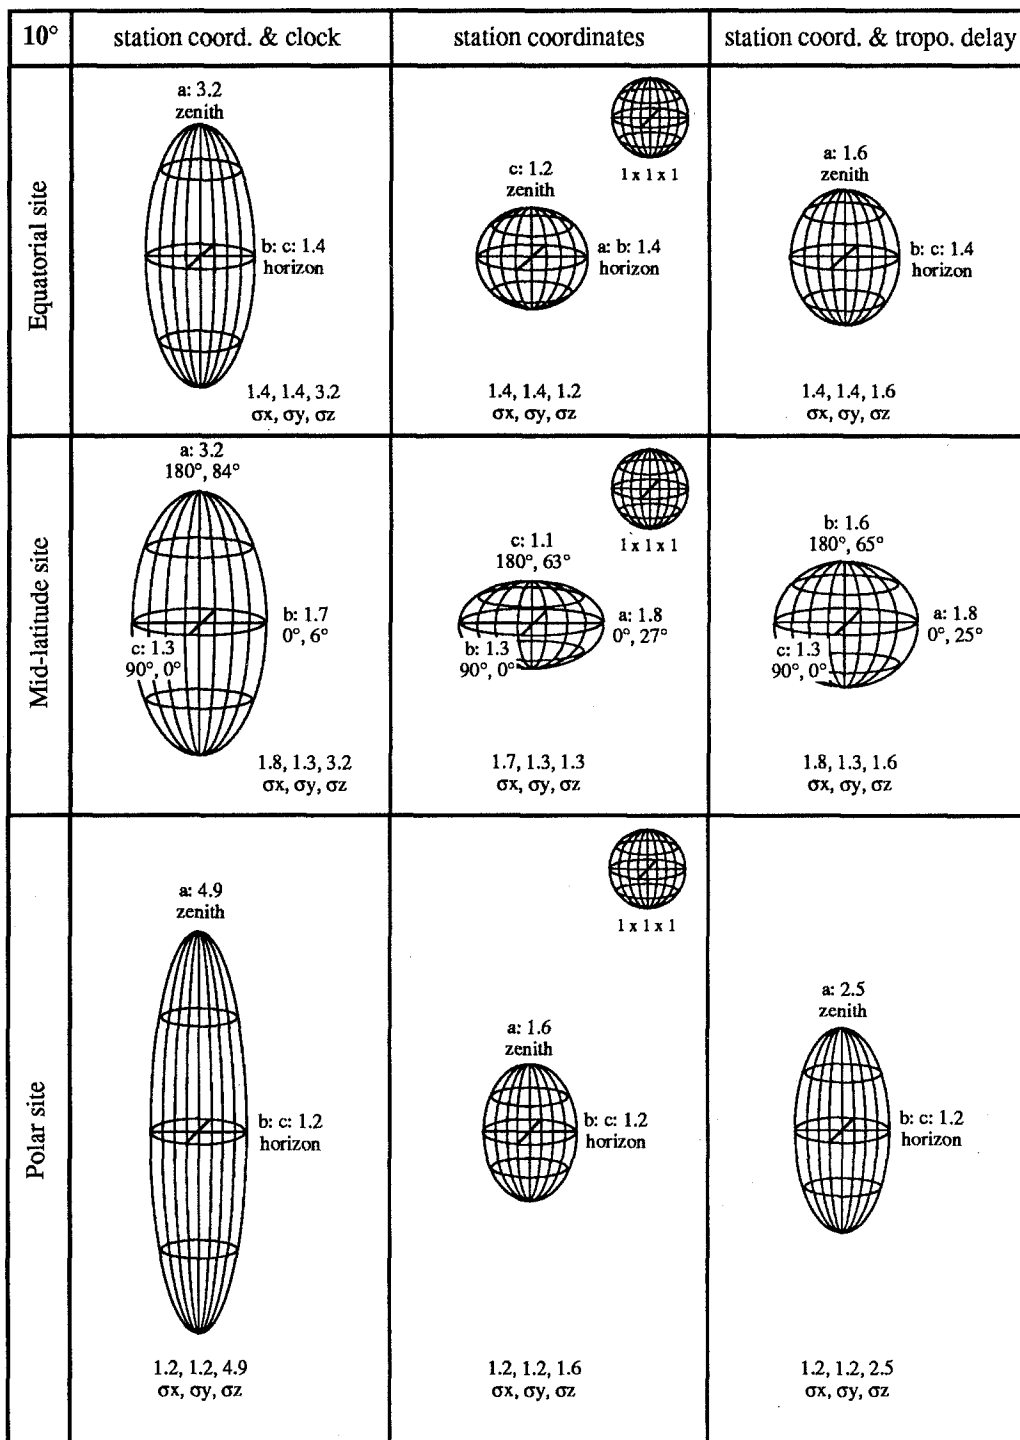 10°
station coord. & clock
station coordinates
station coord. & tropo. delay
Equatorial site
a: 3.2
zenith
b: c: 1.4
horizon
1.4, 1.4, 3.2
σx, σy, σz
1 x 1 x 1
c: 1.2
zenith
a: b: 1.4
horizon
1.4, 1.4, 1.2
σx, σy, σz
a: 1.6
zenith
b: c: 1.4
horizon
1.4, 1.4, 1.6
σx, σy, σz
Mid-latitude site
a: 3.2
180°, 84°
b: 1.7
0°, 6°
c: 1.3
90°, 0°
1.8, 1.3, 3.2
σx, σy, σz
1 x 1 x 1
c: 1.1
180°, 63°
a: 1.8
0°, 27°
b: 1.3
90°, 0°
1.7, 1.3, 1.3
σx, σy, σz
b: 1.6
180°, 65°
a: 1.8
0°, 25°
c: 1.3
90°, 0°
1.8, 1.3, 1.6
σx, σy, σz
Polar site
a: 4.9
zenith
b: c: 1.2
horizon
1.2, 1.2, 4.9
σx, σy, σz
1 x 1 x 1
a: 1.6
zenith
b: c: 1.2
horizon
1.2, 1.2, 1.6
σx, σy, σz
a: 2.5
zenith
b: c: 1.2
horizon
1.2, 1.2, 2.5
σx, σy, σz